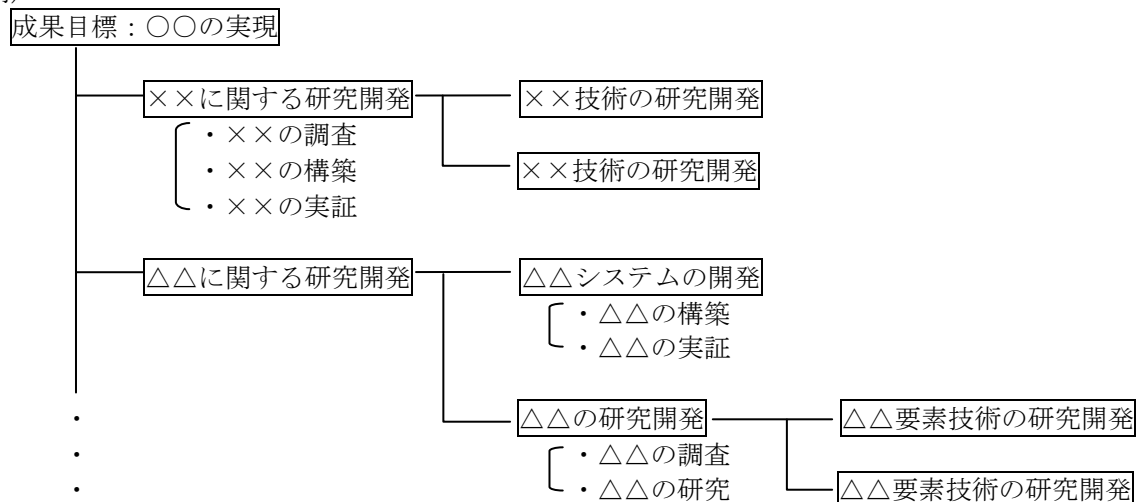 成果目標：○○の実現
××に関する研究開発
××技術の研究開発
・××の調査
・××の構築
××技術の研究開発
・××の実証
△△に関する研究開発
△△システムの開発
・△△の構築
・△△の実証
△△の研究開発
△△要素技術の研究開発
・△△の調査
・△△の研究
△△要素技術の研究開発
・
・
・